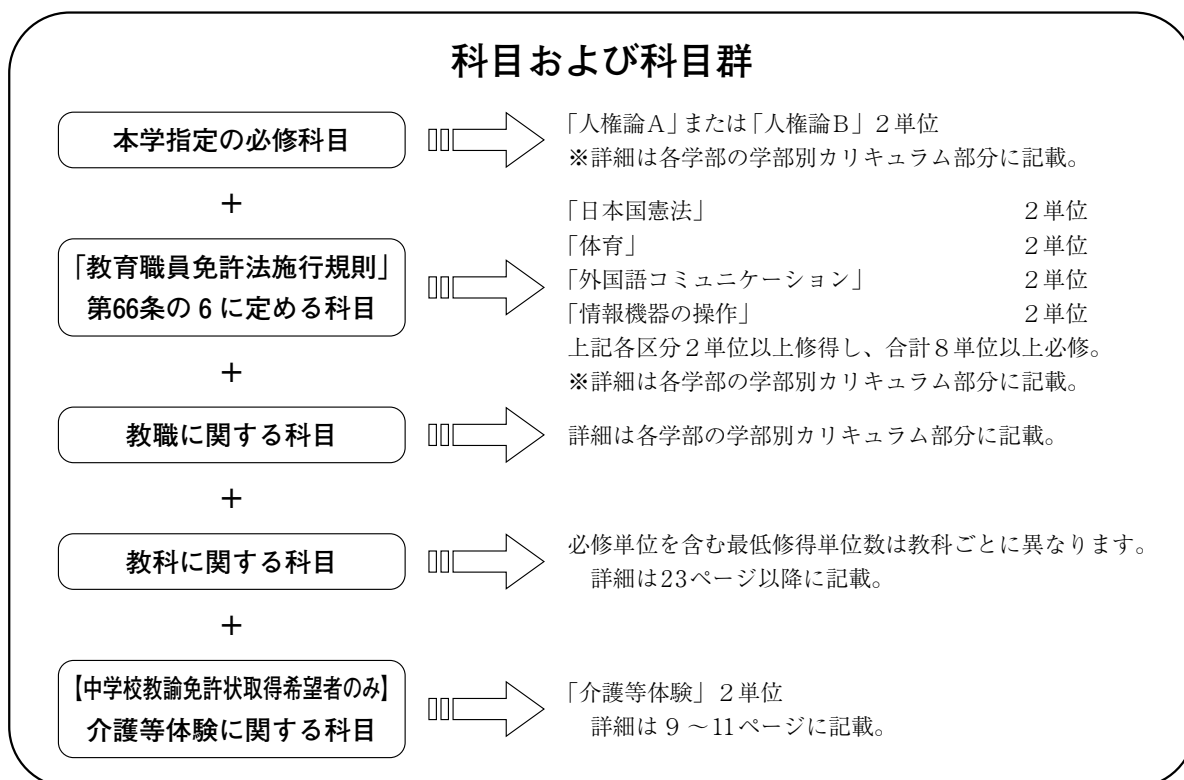 科目および科目群
本学指定の必修科目
「人権論A」または「人権論B」2単位
※詳細は各学部の学部別カリキュラム部分に記載。
＋
「教育職員免許法施行規則」
第66条の6に定める科目
「日本国憲法」 2単位
「体育」 2単位
「外国語コミュニケーション」 2単位
「情報機器の操作」 2単位
上記各区分2単位以上修得し、合計8単位以上必修。
※詳細は各学部の学部別カリキュラム部分に記載。
＋
教職に関する科目
詳細は各学部の学部別カリキュラム部分に記載。
＋
教科に関する科目
必修単位を含む最低修得単位数は教科ごとに異なります。
詳細は23ページ以降に記載。
＋
【中学校教諭免許状取得希望者のみ】
介護等体験に関する科目
「介護等体験」2単位
詳細は9～11ページに記載。